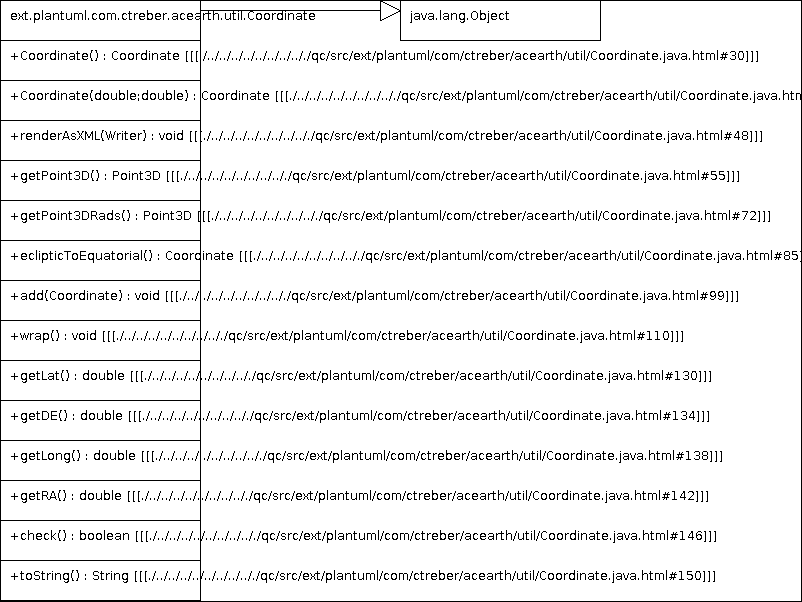 ext.plantuml.com.ctreber.acearth.util.Coordinate
java.lang.Object
+Coordinate() : Coordinate [[[./../../../../../../../../qc/src/ext/plantuml/com/ctreber/acearth/util/Coordinate.java.html#30]]]
+Coordinate(double;double) : Coordinate [[[./../../../../../../../../qc/src/ext/plantuml/com/ctreber/acearth/util/Coordinate.java.htm
+renderAsXML(Writer) : void [[[./../../../../../../../../qc/src/ext/plantuml/com/ctreber/acearth/util/Coordinate.java.html#48]]]
+getPoint3D() : Point3D [[[./../../../../../../../../qc/src/ext/plantuml/com/ctreber/acearth/util/Coordinate.java.html#55]]]
+getPoint3DRads() : Point3D [[[./../../../../../../../../qc/src/ext/plantuml/com/ctreber/acearth/util/Coordinate.java.html#72]]]
+eclipticToEquatorial() : Coordinate [[[./../../../../../../../../qc/src/ext/plantuml/com/ctreber/acearth/util/Coordinate.java.html#85]
+add(Coordinate) : void [[[./../../../../../../../../qc/src/ext/plantuml/com/ctreber/acearth/util/Coordinate.java.html#99]]]
+wrap() : void [[[./../../../../../../../../qc/src/ext/plantuml/com/ctreber/acearth/util/Coordinate.java.html#110]]]
+getLat() : double [[[./../../../../../../../../qc/src/ext/plantuml/com/ctreber/acearth/util/Coordinate.java.html#130]]]
+getDE() : double [[[./../../../../../../../../qc/src/ext/plantuml/com/ctreber/acearth/util/Coordinate.java.html#134]]]
+getLong() : double [[[./../../../../../../../../qc/src/ext/plantuml/com/ctreber/acearth/util/Coordinate.java.html#138]]]
+getRA() : double [[[./../../../../../../../../qc/src/ext/plantuml/com/ctreber/acearth/util/Coordinate.java.html#142]]]
+check() : boolean [[[./../../../../../../../../qc/src/ext/plantuml/com/ctreber/acearth/util/Coordinate.java.html#146]]]
+toString() : String [[[./../../../../../../../../qc/src/ext/plantuml/com/ctreber/acearth/util/Coordinate.java.html#150]]]